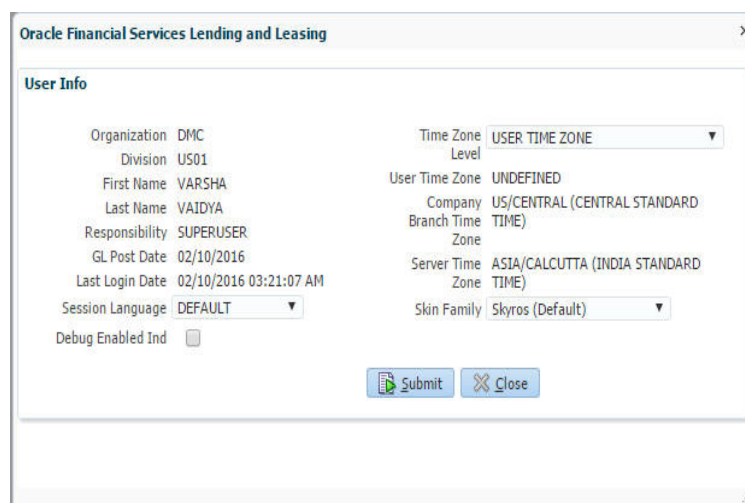 Oracle Financial Services Lending and Leasing
User Info
Organization DMC
Division US01
First Name VARSHA
Last Name VAIDYA
Responsibility SUPERUSER
GL Post Date 02/10/2016
Last Login Date 02/10/2016 03:21:07 AM
Session Language DEFAULT
Debug Enabled Ind
Time Zone USER TIME ZONE
Level
User Time Zone UNDEFINED
Company US/CENTRAL (CENTRAL STANDARD
Branch Time TIME)
Zone
Server Time ASIA/CALCUTTA (INDIA STANDARD
Zone TIME)
Skin Family Skyros (Default)
Submit Close